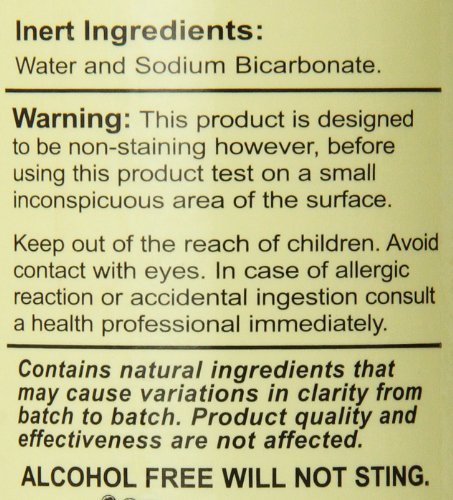 Inert Ingredients:
Water and Sodium Bicarbonate.
Warning: This product is designed
to be non-staining however, before
using this product test on a small
inconspicuous area of the surface.
Keep out of the reach of children. Avoid
contact with eyes. In case of allergic
reaction or accidental ingestion consult
a health professional immediately.
Contains natural ingredients that
may cause variations in clarity from
batch to batch. Product quality and
effectiveness are not affected.
ALCOHOL FREE WILL NOT STING.